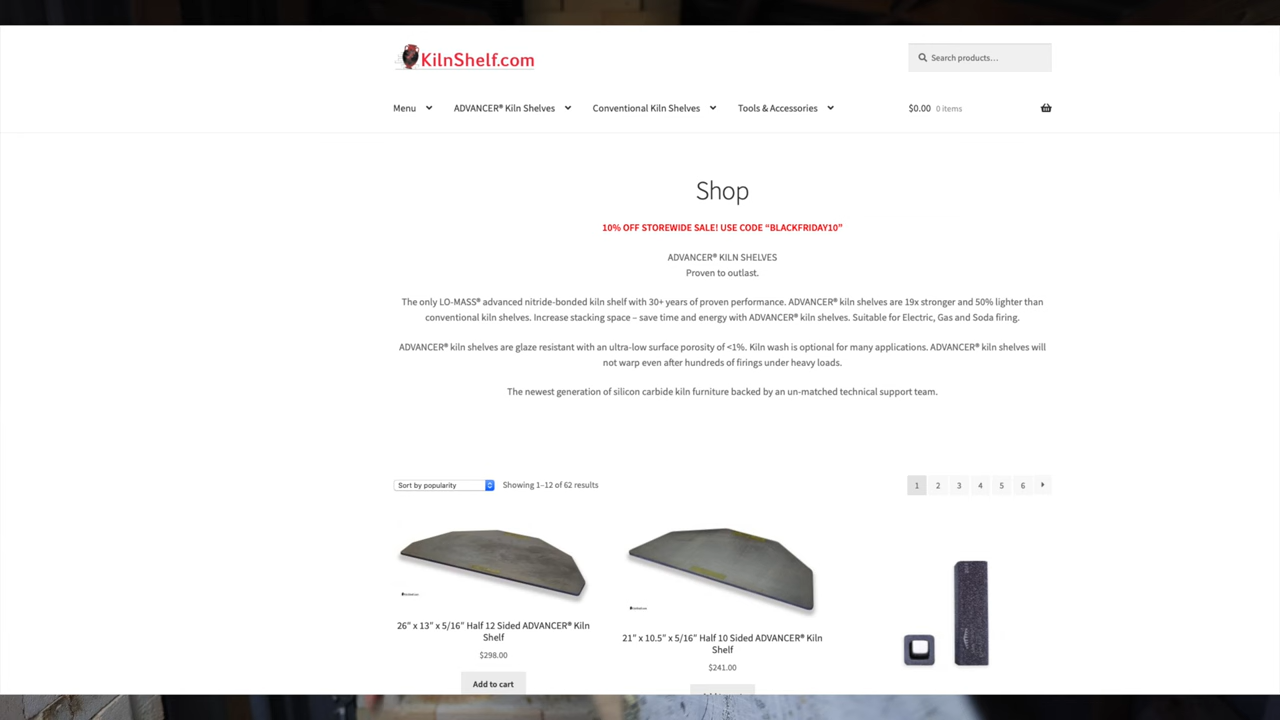 KilnShelf.com
Search products…
Menu
ADVANCER® Kiln Shelves
Conventional Kiln Shelves
Tools & Accessories
$0.00 0 items
Shop
10% OFF STOREWIDE SALE! USE CODE “BLACKFRIDAY10”
ADVANCER® KILN SHELVES
Proven to outlast.
The only LO-MASS® advanced nitride-bonded kiln shelf with 30+ years of proven performance. ADVANCER® kiln shelves are 19x stronger and 50% lighter than
conventional kiln shelves. Increase stacking space – save time and energy with ADVANCER® kiln shelves. Suitable for Electric, Gas and Soda firing.
ADVANCER® kiln shelves are glaze resistant with an ultra-low surface porosity of <1%. Kiln wash is optional for many applications. ADVANCER® kiln shelves will
not warp even after hundreds of firings under heavy loads.
The newest generation of silicon carbide kiln furniture backed by an un-matched technical support team.
Sort by popularity
Showing 1–12 of 62 results
1 2 3 4 5 6
26” x 13” x 5/16” Half 12 Sided ADVANCER® Kiln
Shelf
$298.00
Add to cart
21” x 10.5” x 5/16” Half 10 Sided ADVANCER® Kiln
Shelf
$241.00